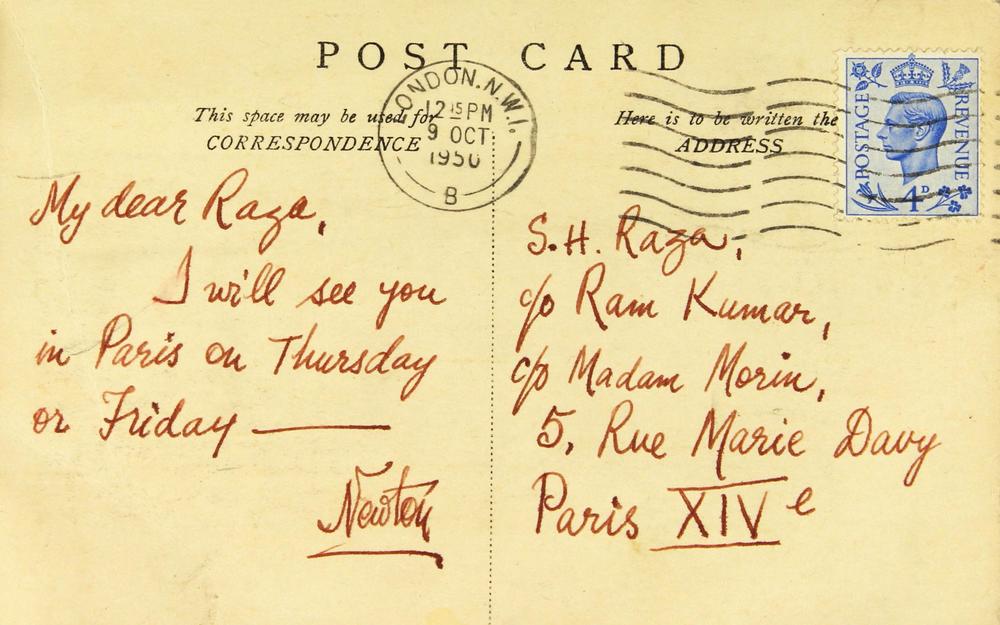 POST CARD
This space may be used for
CORRESPONDENCE
LONDON.N.W.1.
12 15 PM
9 OCT
1950
B
My dear Raza,
I will see you
in Paris on Thursday
or Friday
Newton
Here is to be written the
ADDRESS
POSTAGE
REVENUE
4D
S.H. Raza,
c/o Ram Kumar,
c/o Madam Morin,
5, Rue Marie Davy
Paris XIVe